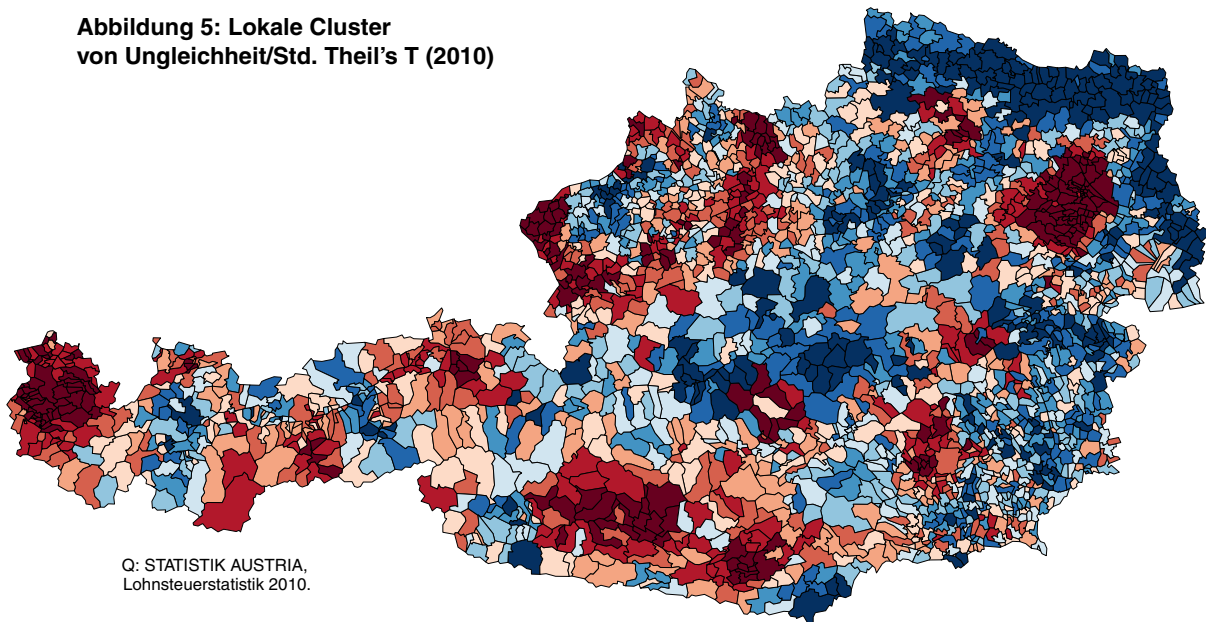 Abbildung 5: Lokale Cluster
von Ungleichheit/Std. Theil's T (2010)
Q: STATISTIK AUSTRIA,
Lohnsteuerstatistik 2010.